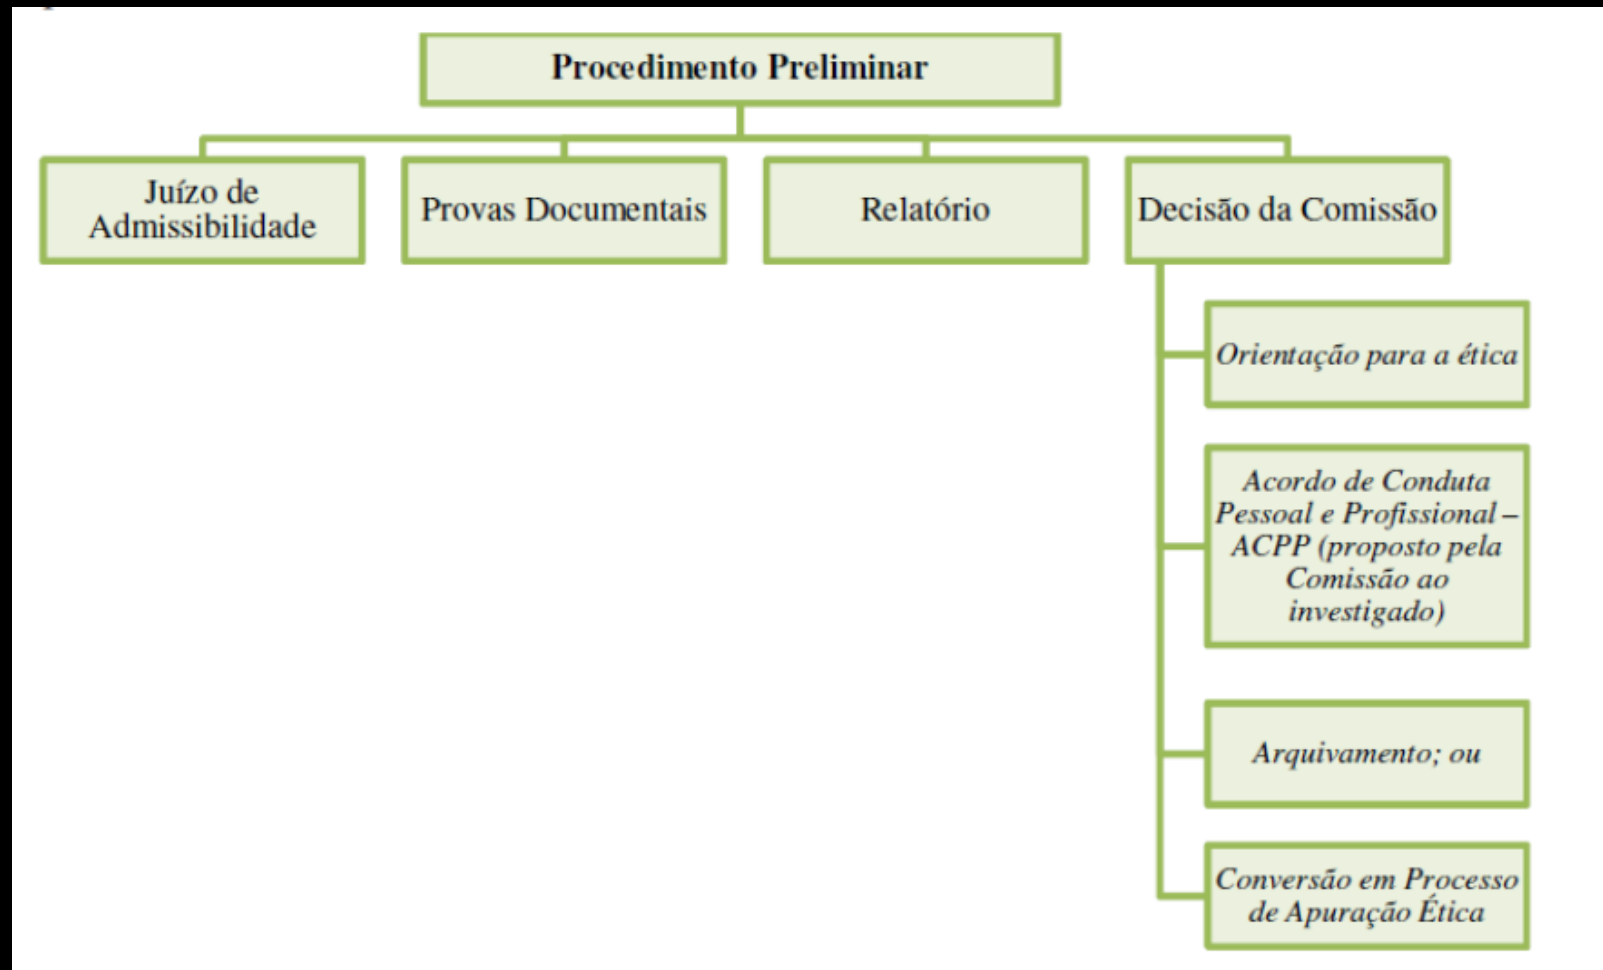 Procedimento Preliminar
Juízo de
Admissibilidade
Provas Documentais
Relatório
Decisão da Comissão
Orientação para a ética
Acordo de Conduta
Pessoal e Profissional –
ACPP (proposto pela
Comissão ao
investigado)
Arquivamento; ou
Conversão em Processo
de Apuração Ética